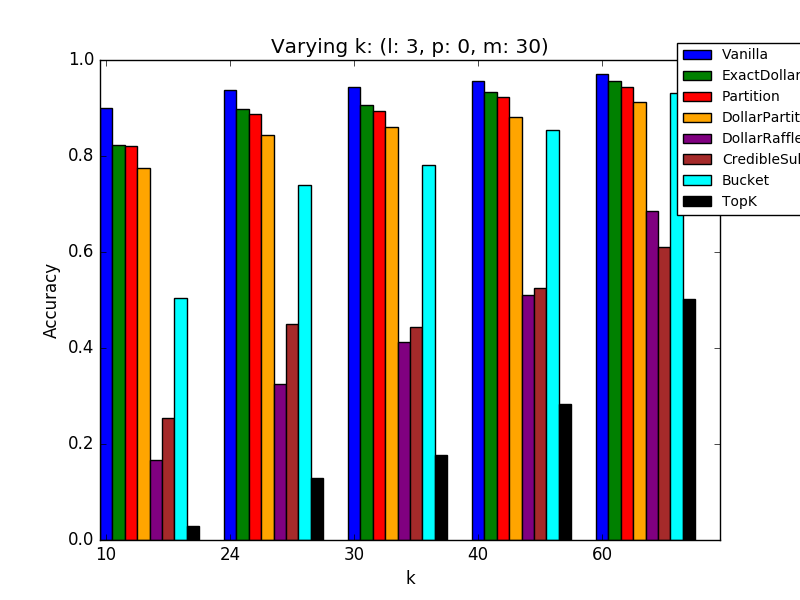 Varying k: (l: 3, p: 0, m: 30)
1.0
0.8
0.6
0.4
0.2
0.0
Accuracy
10 24 30 40 60
k
Vanilla
ExactDollar
Partition
DollarPartit
DollarRaffle
CredibleSul
Bucket
TopK